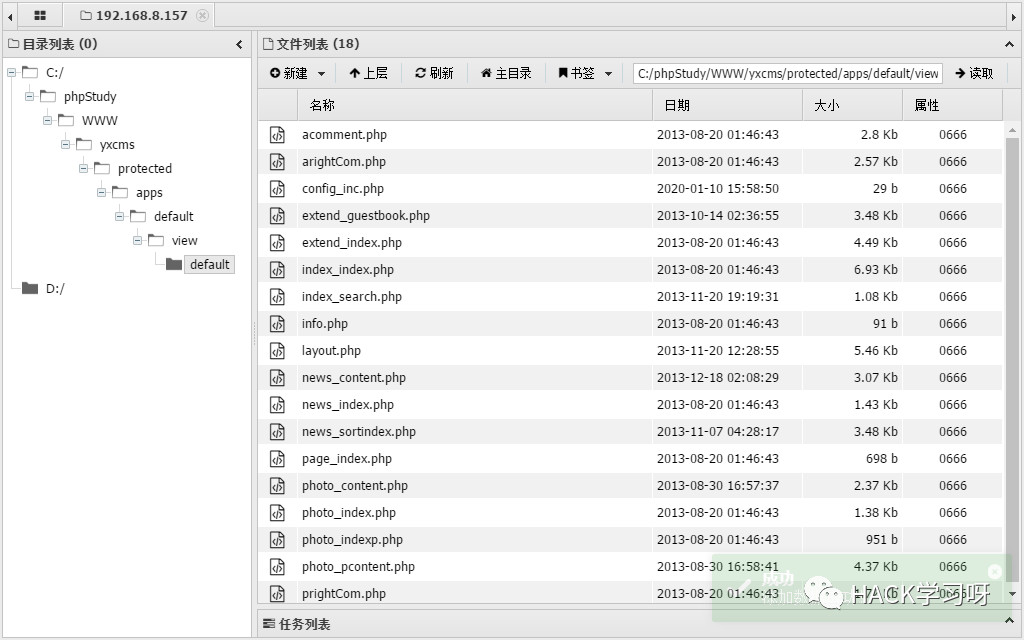 192.168.8.157
目录列表 (0)
文件列表 (18)
新建 上层 刷新 主目录 书签 C:/phpStudy/WWW/yxcms/protected/apps/default/view 读取
C:/
phpStudy
WWW
yxcms
protected
apps
default
view
default
D:/
名称 日期 大小 属性
acomment.php 2013-08-20 01:46:43 2.8 Kb 0666
arightCom.php 2013-08-20 01:46:43 2.57 Kb 0666
config_inc.php 2020-01-10 15:58:50 29 b 0666
extend_guestbook.php 2013-10-14 02:36:55 3.48 Kb 0666
extend_index.php 2013-08-20 01:46:43 4.49 Kb 0666
index_index.php 2013-08-20 01:46:43 6.93 Kb 0666
index_search.php 2013-11-20 19:19:31 1.08 Kb 0666
info.php 2013-08-20 01:46:43 91 b 0666
layout.php 2013-11-20 12:28:55 5.46 Kb 0666
news_content.php 2013-12-18 02:08:29 3.07 Kb 0666
news_index.php 2013-08-20 01:46:43 1.43 Kb 0666
news_sortindex.php 2013-11-07 04:28:17 3.48 Kb 0666
page_index.php 2013-08-20 01:46:43 698 b 0666
photo_content.php 2013-08-30 16:57:37 2.37 Kb 0666
photo_index.php 2013-08-20 01:46:43 1.38 Kb 0666
photo_indexp.php 2013-08-20 01:46:43 951 b 0666
photo_pcontent.php 2013-08-30 16:58:41 4.37 Kb 0666
prightCom.php 2013-08-20 01:46:43
成功
HACK学习呀
任务列表